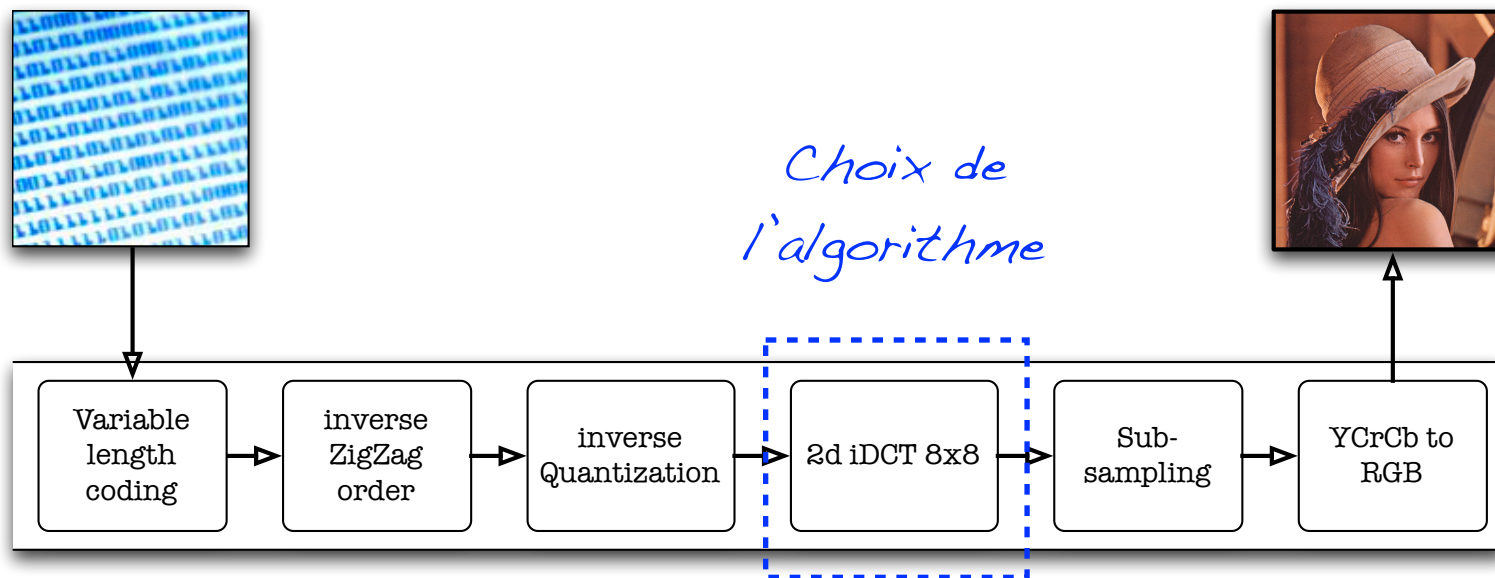 Choix de
l'algorithme
Variable
length
coding
inverse
ZigZag
order
inverse
Quantization
2d iDCT 8x8
Sub-
sampling
YCrCb to
RGB